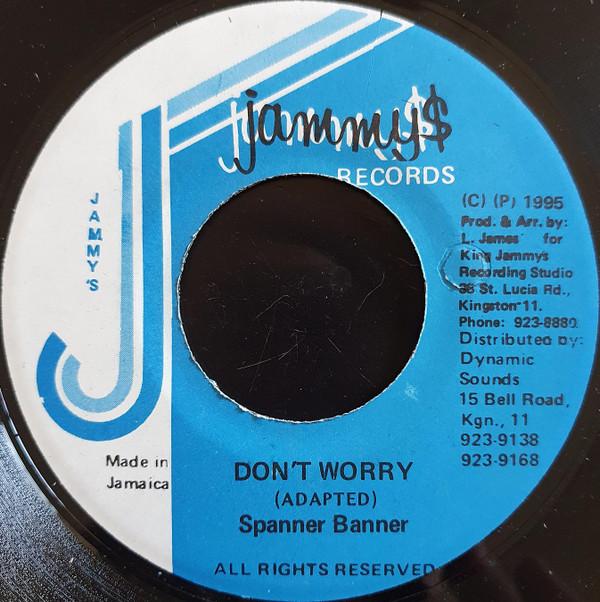 jammy$
RECORDS
JAMMY'S
(C) (P) 1995
Prod. & Arr. by:
L. James for
King Jammys
Recording Studio
38 St. Lucia Rd.,
Kingston 11.
Phone: 923-8880
Distributed by:
Dynamic
Sounds
15 Bell Road,
Kgn., 11
923-9138
923-9168
Made in
Jamaica
DON'T WORRY
(ADAPTED)
Spanner Banner
ALL RIGHTS RESERVED